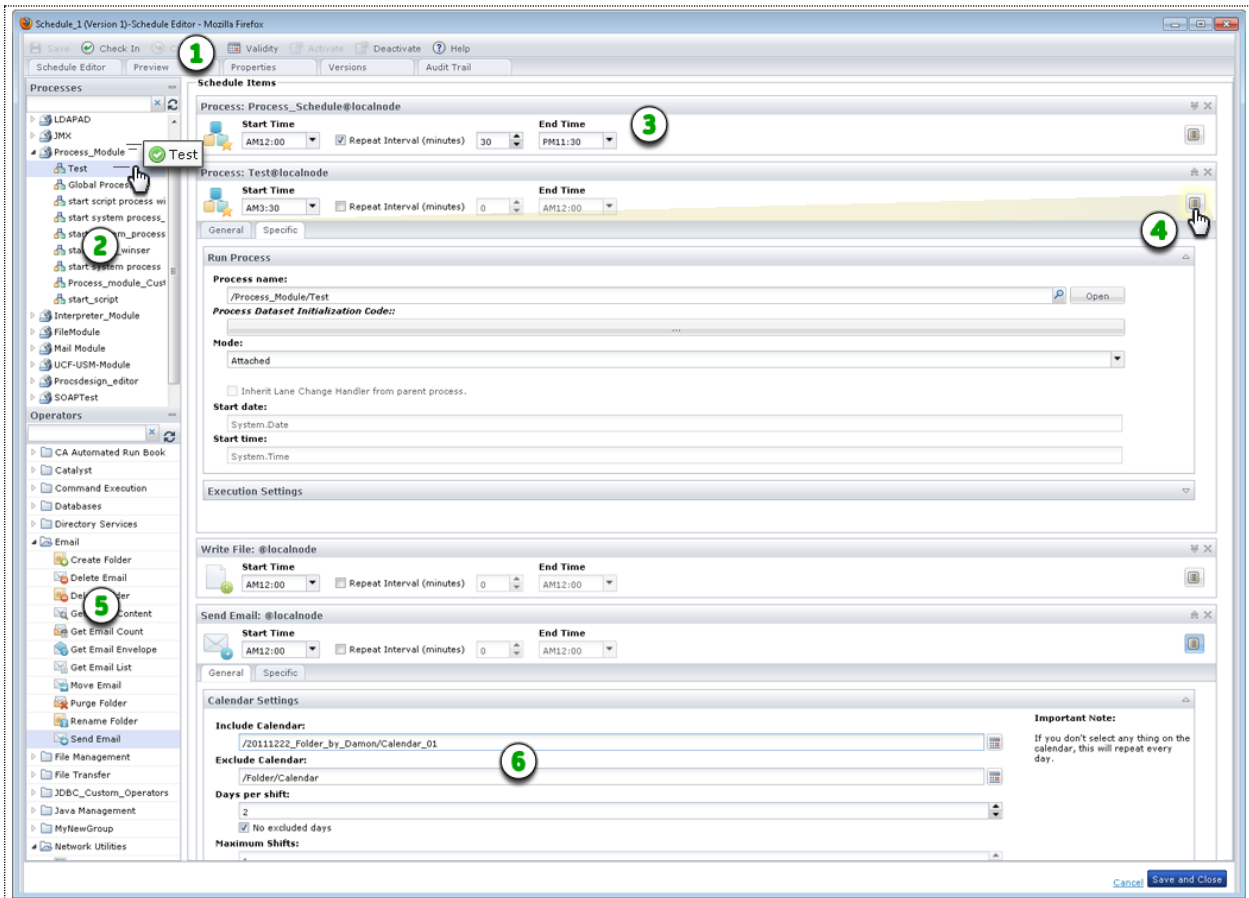 Schedule_1 (Version 1)-Schedule Editor - Mozilla Firefox
Save Check In Validity Activate Deactivate Help
1
Schedule Editor Preview Properties Versions Audit Trail
Processes
LDAPAD
JMX
Process_Module
Test
Test
Global Process
start script process wi
start system process_
winser
start system process
Process_module_Cust
start_script
Interpreter_Module
FileModule
Mail Module
UCF-USM-Module
Procsdesign_editor
SOAPTest
2
Operators
CA Automated Run Book
Catalyst
Command Execution
Databases
Directory Services
Email
Create Folder
Delete Email
Get Content
Get Email Count
Get Email Envelope
Get Email List
Move Email
Purge Folder
Rename Folder
Send Email
File Management
File Transfer
JDBC_Custom_Operators
Java Management
MyNewGroup
Network Utilities
5
Schedule Items
Process: Process_Schedule@localnode
Start Time End Time
AM12:00 Repeat Interval (minutes) 30 PM11:30
3
Process: Test@localnode
Start Time End Time
AM3:30 Repeat Interval (minutes) 0 AM12:00
4
General Specific
Run Process
Process name:
/Process_Module/Test Open
Process Dataset Initialization Code::
...
Mode:
Attached
Inherit Lane Change Handler from parent process.
Start date:
System.Date
Start time:
System.Time
Execution Settings
Write File: @localnode
Start Time End Time
AM12:00 Repeat Interval (minutes) 0 AM12:00
Send Email: @localnode
Start Time End Time
AM12:00 Repeat Interval (minutes) 0 AM12:00
General Specific
Calendar Settings
Include Calendar:
/20111222_Folder_by_Damon/Calendar_01
Exclude Calendar:
/Folder/Calendar
6
Days per shift:
2
No excluded days
Maximum Shifts:
Important Note:
If you don't select any thing on the
calendar, this will repeat every
day.
Cancel Save and Close